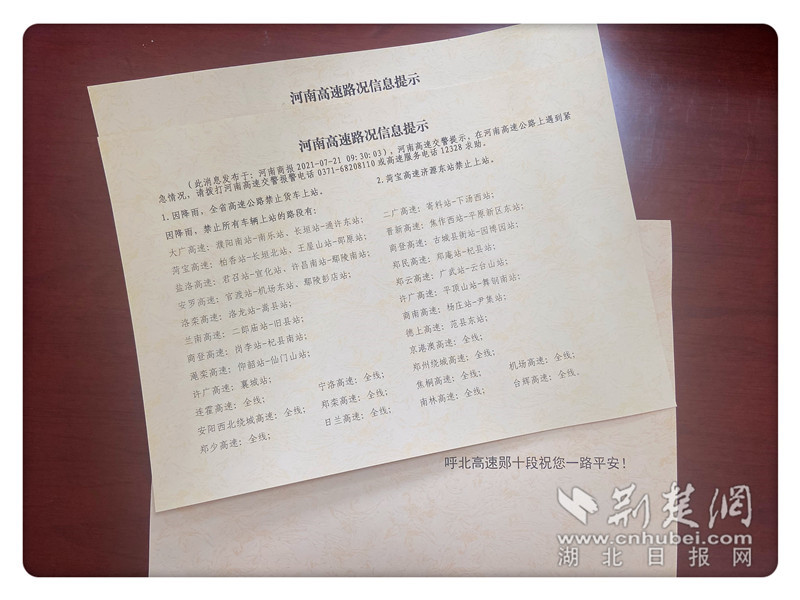 河南高速路况信息提示
河南高速路况信息提示
(此消息发布于：河南商报 2021-07-21 09:30:03)，河南高速交警提示，在河南高速公路上遇到紧
急情况，请拨打河南高速交警报警电话 0371-68208110 或高速服务电话 12328 求助。
1.因降雨，全省高速公路禁止货车上站。
2.菏宝高速济源东站禁止上站。
因降雨，禁止所有车辆上站的路段有：
大广高速：濮阳南站-南乐站、长垣站-通许东站；
菏宝高速：柏香站-长垣北站、王屋山站-邵原站；
盐洛高速：君召站-宣化站、许昌南站-鄢陵南站；
安罗高速：官渡站-机场东站、鄢陵彭店站；
洛栾高速：洛龙站-嵩县站；
兰南高速：二郎庙站-旧县站；
商登高速：岗李站-杞县南站；
渑栾高速：仰韶站-仙门山站；
许广高速：襄城站；
连霍高速：全线；
宁洛高速：全线；
安阳西北绕城高速：全线；
郑栾高速：全线；
郑少高速：全线；
日兰高速：全线；
二广高速：寄料站-下汤西站；
晋新高速：焦作西站-平原新区东站；
商登高速：古城县衙站-园博园站；
郑民高速：郑庵站-杞县站；
郑云高速：广武站-云台山站；
许广高速：平顶山站-舞钢南站；
商南高速：杨庄站-尹集站；
德上高速：范县东站；
京港澳高速：全线；
郑州绕城高速：全线；
机场高速：全线；
焦桐高速：全线；
台辉高速：全线。
南林高速：全线；
呼北高速郧十段祝您一路平安！
荆楚网
www.cnhubei.com
湖北日报网